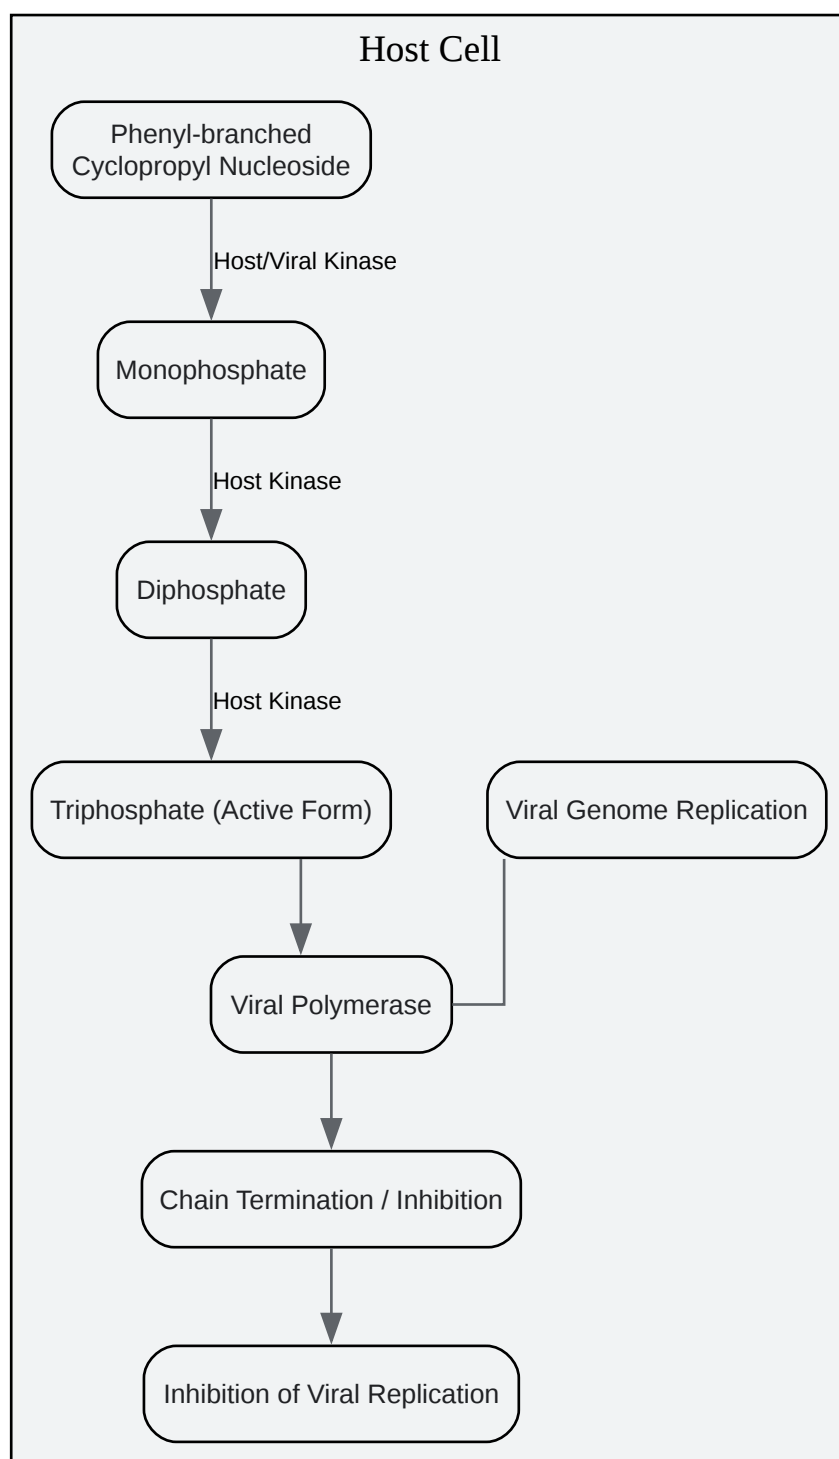 Host Cell
Phenyl-branched
Cyclopropyl Nucleoside
Host/Viral Kinase
Monophosphate
Host Kinase
Diphosphate
Host Kinase
Triphosphate (Active Form)
Viral Genome Replication
Viral Polymerase
Chain Termination / Inhibition
Inhibition of Viral Replication